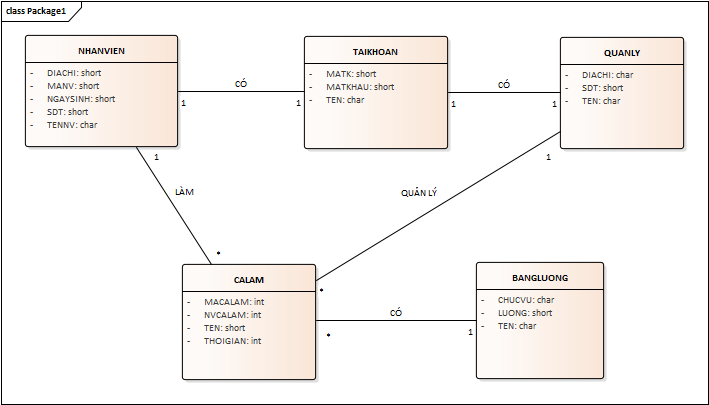 class Package1
NHANVIEN
- DIACHI: short
- MANV: short
- NGAYSINH: short
- SDT: short
- TENNV: char
CÓ
1
1
TAIKHOAN
- MATK: short
- MATKHAU: short
- TEN: char
CÓ
1
1
QUANLY
- DIACHI: char
- SDT: short
- TEN: char
1
LÀM
*
1
QUẢN LÝ
*
CALAM
- MACALAM: int
- NVCALAM: int
- TEN: short
- THOIGIAN: int
CÓ
*
1
BANGLUONG
- CHUCVU: char
- LUONG: short
- TEN: char